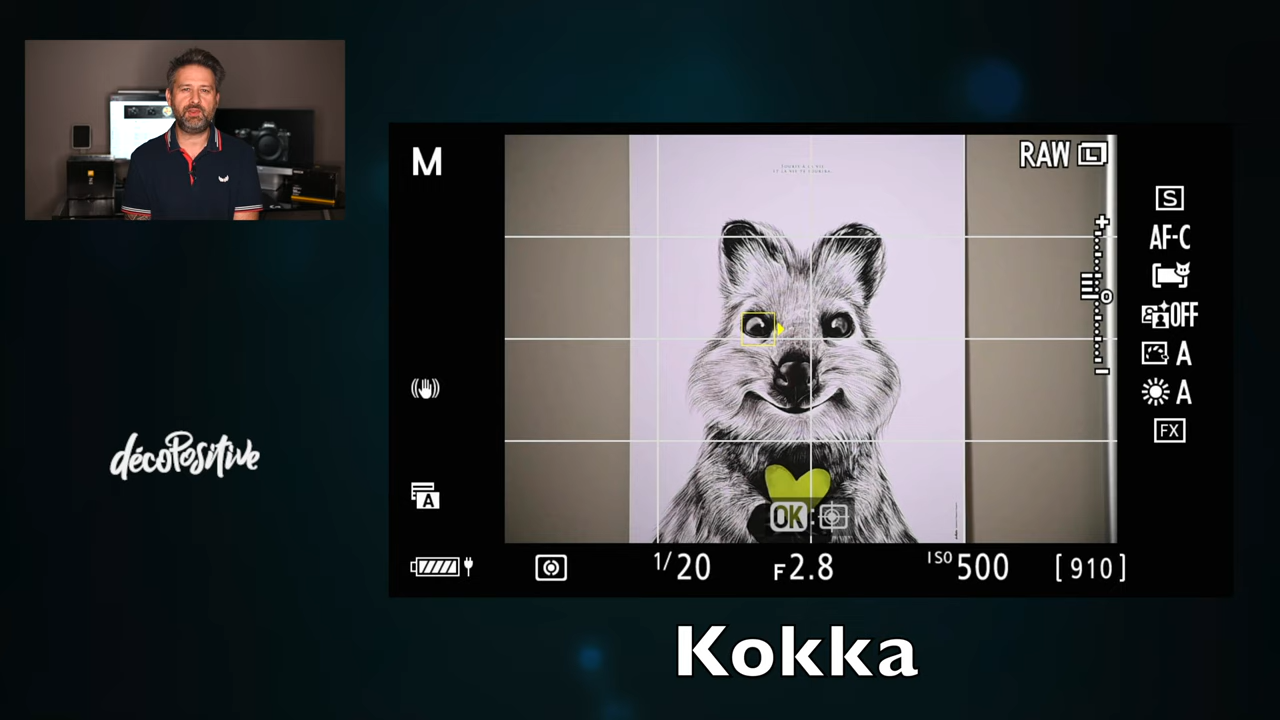 M
RAW L
S
AF-C
OFF
A
A
FX
A
OK
1/20
F2.8
ISO 500
[910]
décoPositive
Kokka